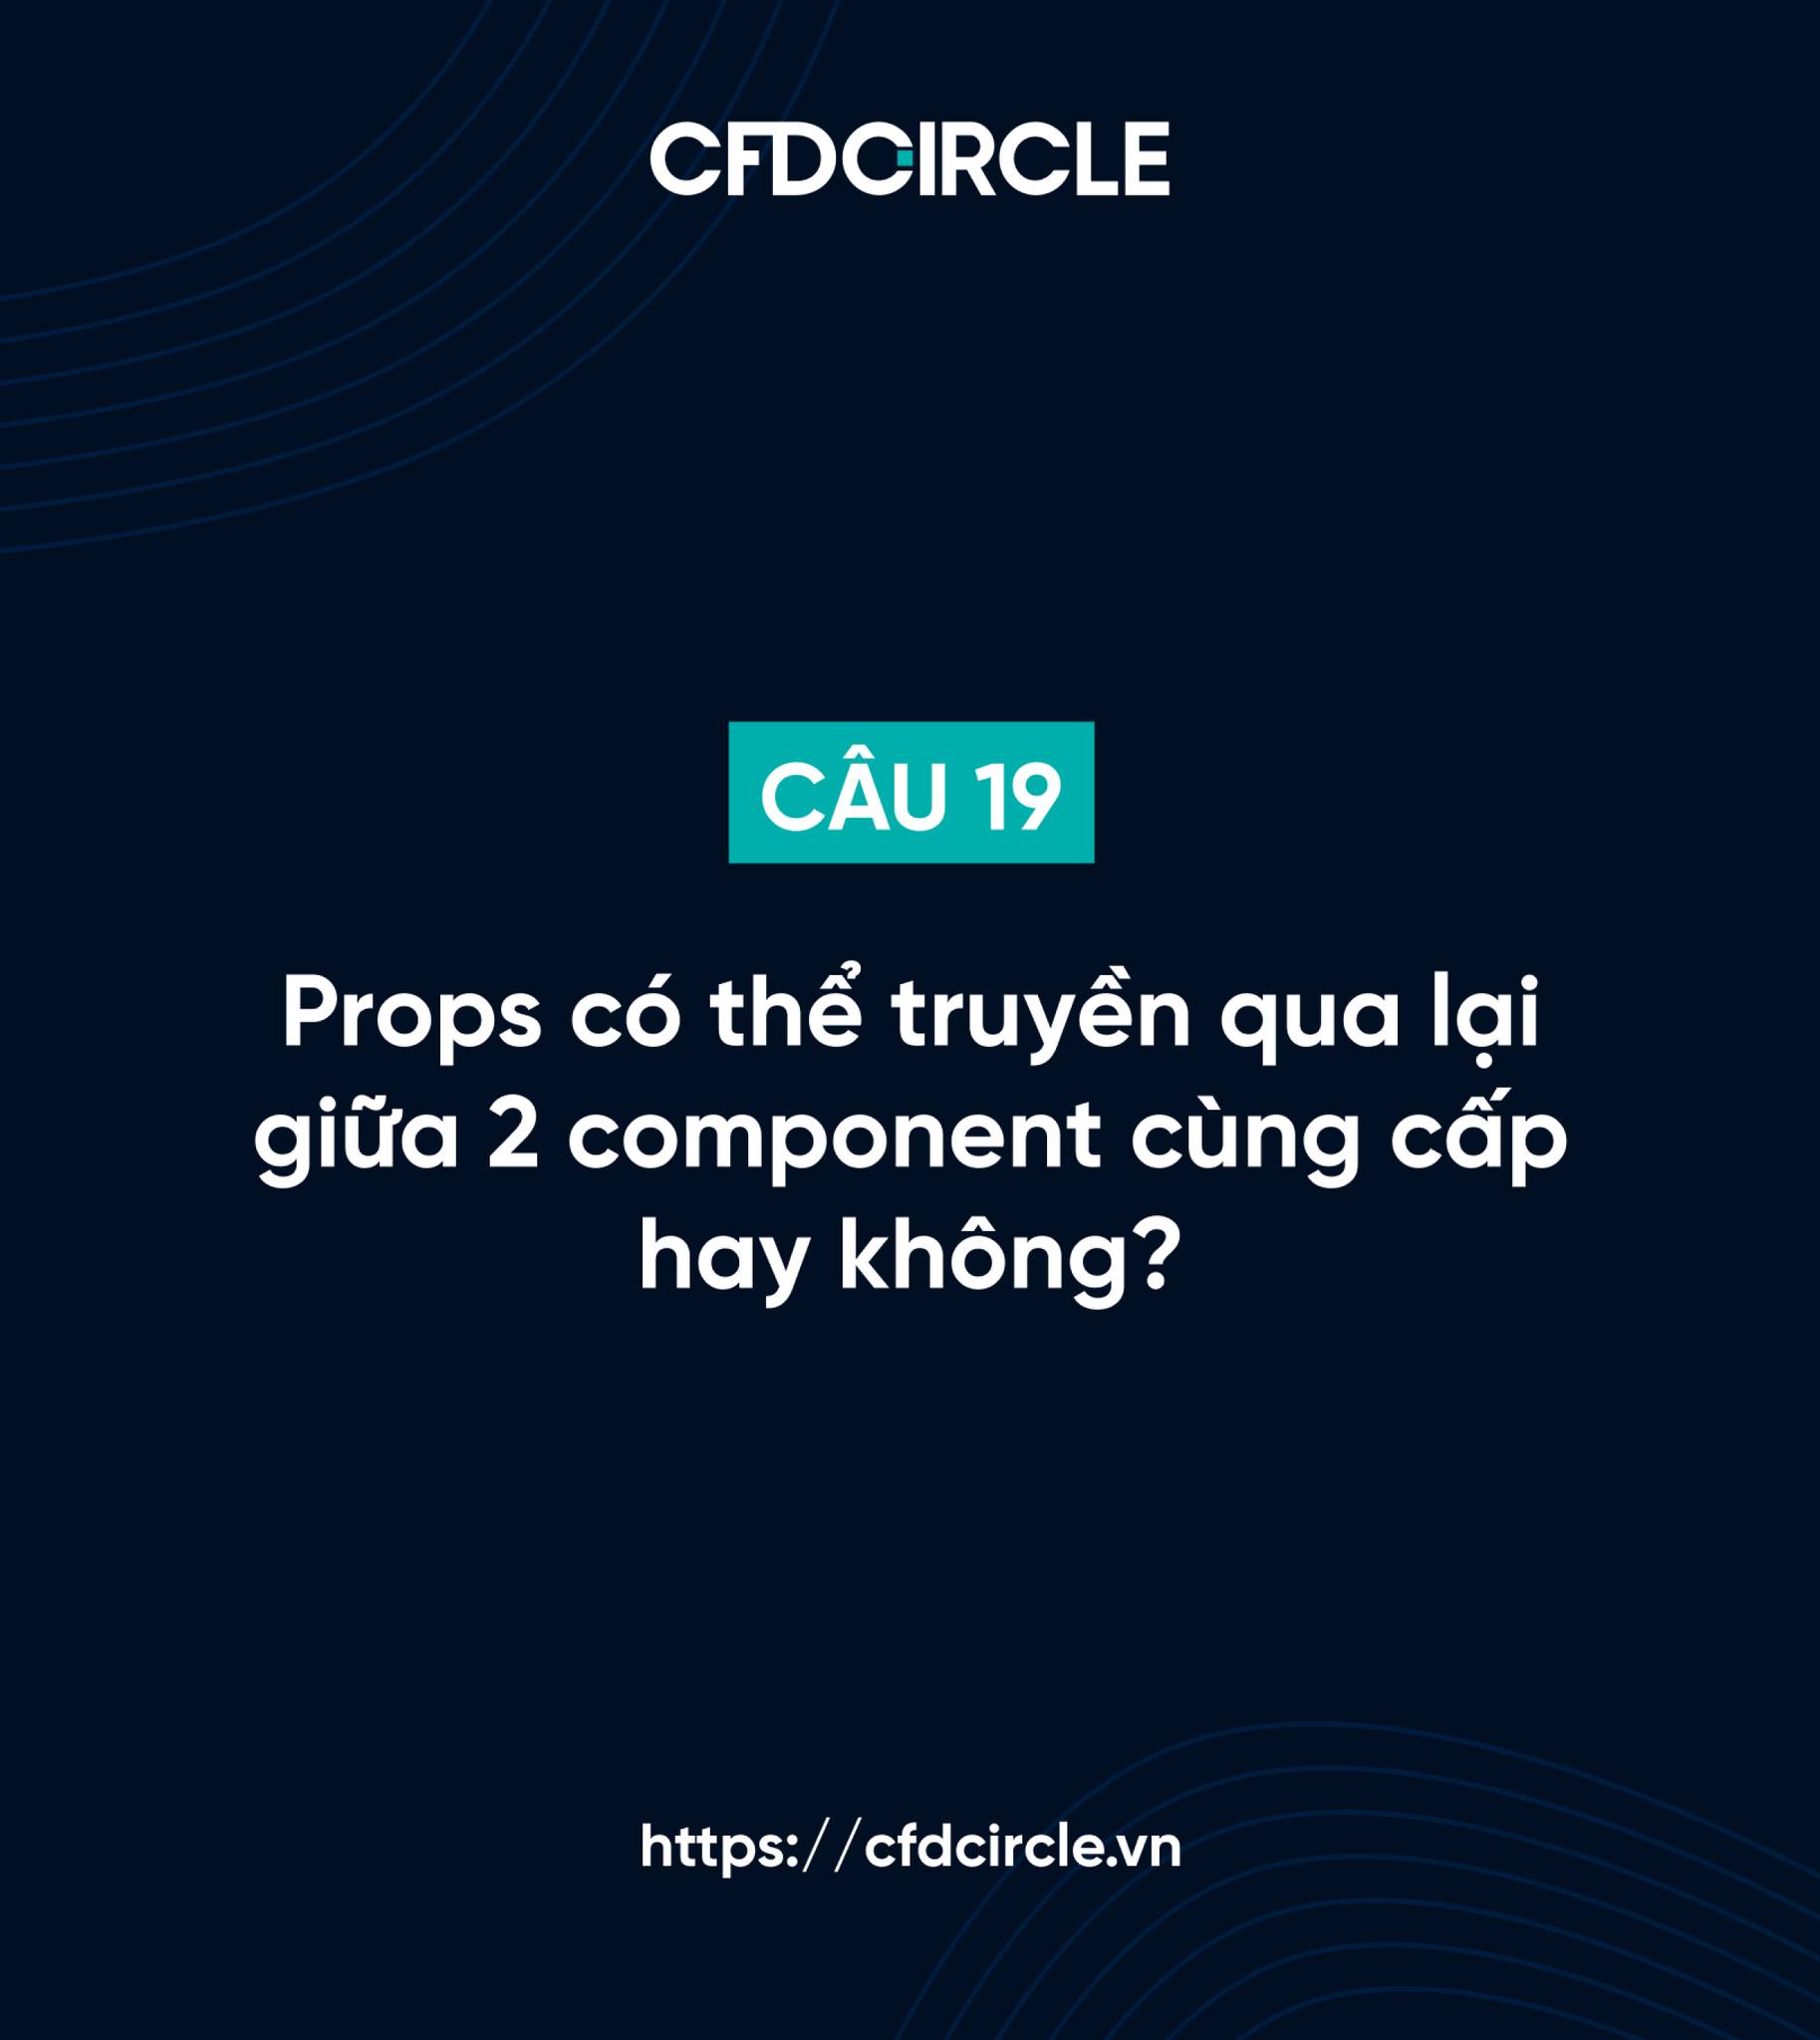 CFDCIRCLE
CÂU 19
Props có thể truyền qua lại
giữa 2 component cùng cấp
hay không?
https://cfdcircle.vn